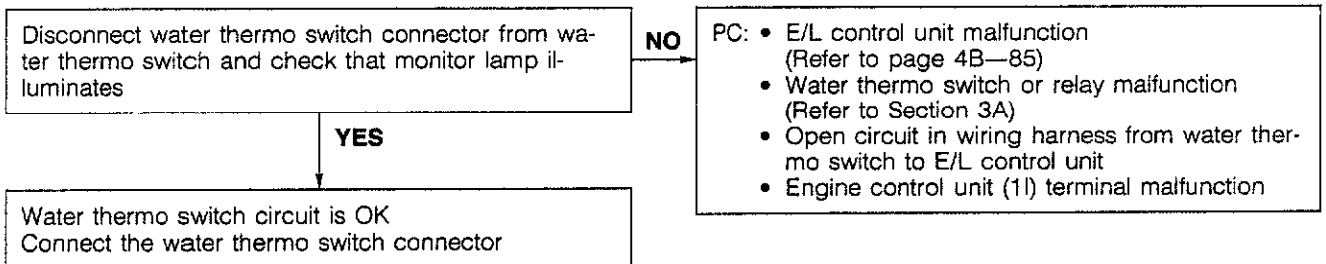 Disconnect water thermo switch connector from wa-
ter thermo switch and check that monitor lamp il-
luminates
NO
PC: • E/L control unit malfunction
(Refer to page 4B—85)
• Water thermo switch or relay malfunction
(Refer to Section 3A)
• Open circuit in wiring harness from water ther-
mo switch to E/L control unit
• Engine control unit (1I) terminal malfunction
YES
Water thermo switch circuit is OK
Connect the water thermo switch connector